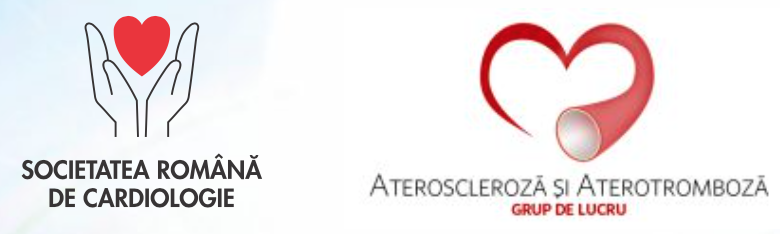 SOCIETATEA ROMÂNĂ
DE CARDIOLOGIE
ATEROSCLEROZĂ ȘI ATEROTROMBOZĂ
GRUP DE LUCRU